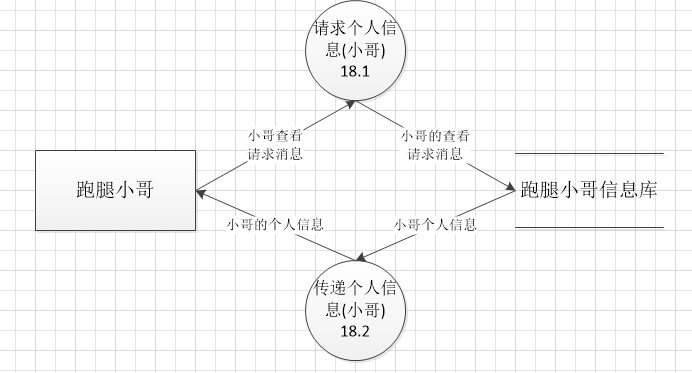 请求个人信
息(小哥)
18.1
小哥查看
请求消息
小哥的查看
请求消息
跑腿小哥
跑腿小哥信息库
小哥的个人信息
小哥个人信息
传递个人信
息(小哥)
18.2